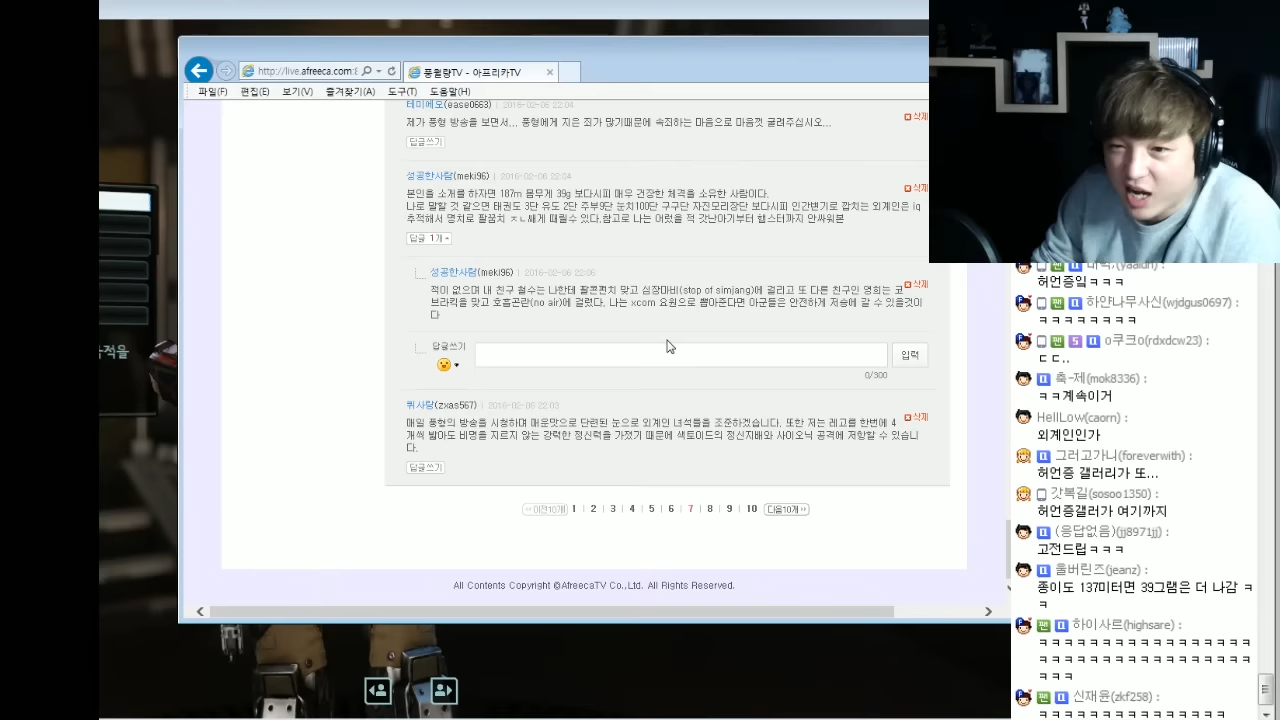 http://live.afreeca.com:8
풍월량TV - 아프리카TV
파일(F) 편집(E) 보기(V) 즐겨찾기(A) 도구(T) 도움말(H)
테미에오(ease0663) 2016-02-06 22:04
삭제
제가 풍형 방송을 보면서... 풍형에게 지은 죄가 많기때문에 속죄하는 마음으로 마음껏 굴려주십시오...
답글쓰기
성공한사람(meki96) 2016-02-06 22:04
삭제
본인을 소개를 하자면 187m 몸무게 39g 보다시피 매우 건장한 체격을 소유한 사람이다.
나로 말할 것 같으면 태권도 3단 유도 2단 주부9단 눈치100단 구구단 자연모리장단 보다시피 인간병기로 깝치는 외계인은 iq
추적해서 명치로 팔꿈치 ㅈㄴ쎄게 때릴수 있다.참고로 나는 어렷을 적 갓난아기부터 햄스터까지 안싸워본
답글 1개
성공한사람(meki96) 2016-02-06 22:06
삭제
적이 없으며 내 친구 철수는 나한테 팔꿈치 맞고 심장마비(stop of simjang)에 걸리고 또 다른 친구인 영희는 코
브라킥을 맞고 호흡곤란(no air)에 걸렸다. 나는 xcom 요원으로 뽑아준다면 아군들은 안전하게 저승에 갈 수 있을것이
다
답글쓰기
입력
0/300
퀴사랑(zxas567) 2016-02-06 22:03
삭제
매일 풍형의 방송을 시청하며 매운맛으로 단련된 눈으로 외계인 녀석들을 조준하겠습니다. 또한 저는 레고를 한번에 4
개씩 밟아도 비명을 지르지 않는 강력한 정신력을 가졌기 때문에 섹토이드의 정신지배와 사이오닉 공격에 저항할 수 있습니
다.
답글쓰기
이전10개 1 2 3 4 5 6 7 8 9 10 다음10개
All Contents Copyright @AfreecaTV Co.,Ltd. All Rights Reserved.
적을
허언증임ㅋㅋㅋ
하얀나무사신(wjdgus0697) :
ㅋㅋㅋㅋㅋㅋㅋㅋ
o쿠크o(rdxdcw23) :
ㄷㄷ..
축-제(mok8336) :
ㅋㅋ계속이거
HellLow(caorn) :
외계인인가
그러고가니(foreverwith) :
허언증 갤러리가 또...
갓복길(sosoo1350) :
허언증갤러가 여기까지
(응답없음)(jj8971jj) :
고전드립ㅋㅋㅋ
울버린즈(jeanz) :
종이도 137미터면 39그램은 더 나감 ㅋ
ㅋ
하이사르(highsare) :
ㅋㅋㅋㅋㅋㅋㅋㅋㅋㅋㅋㅋㅋㅋㅋㅋㅋ
ㅋㅋㅋㅋㅋㅋㅋㅋㅋㅋㅋㅋㅋㅋㅋㅋㅋ
ㅋㅋㅋ
신재윤(zkf258) :
ㅋㅋㅋㅋㅋㅋㅋㅋㅋㅋㅋㅋㅋㅋㅋ